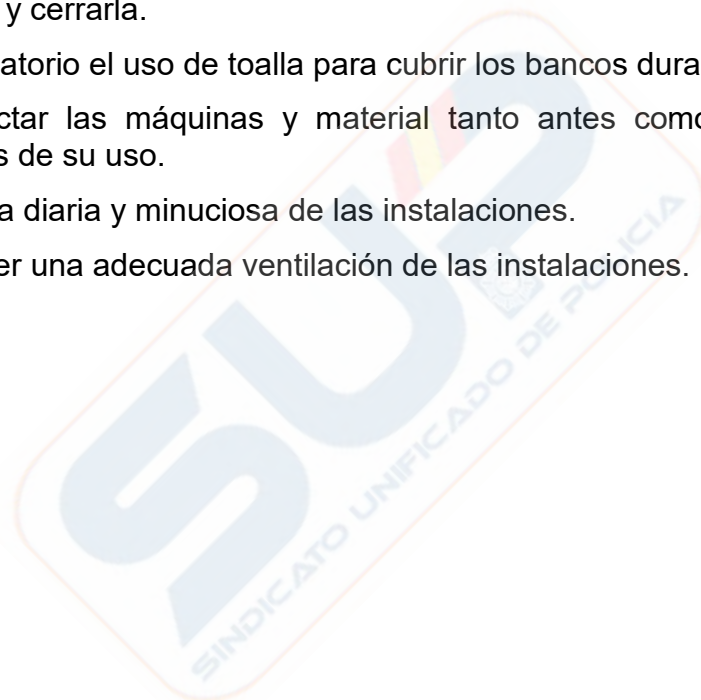 y cerrarla.
atorio el uso de toalla para cubrir los bancos dura
ctar las máquinas y material tanto antes como
s de su uso.
a diaria y minuciosa de las instalaciones.
er una adecuada ventilación de las instalaciones.
SUP
SINDICATO UNIFICADO DE POLICIA